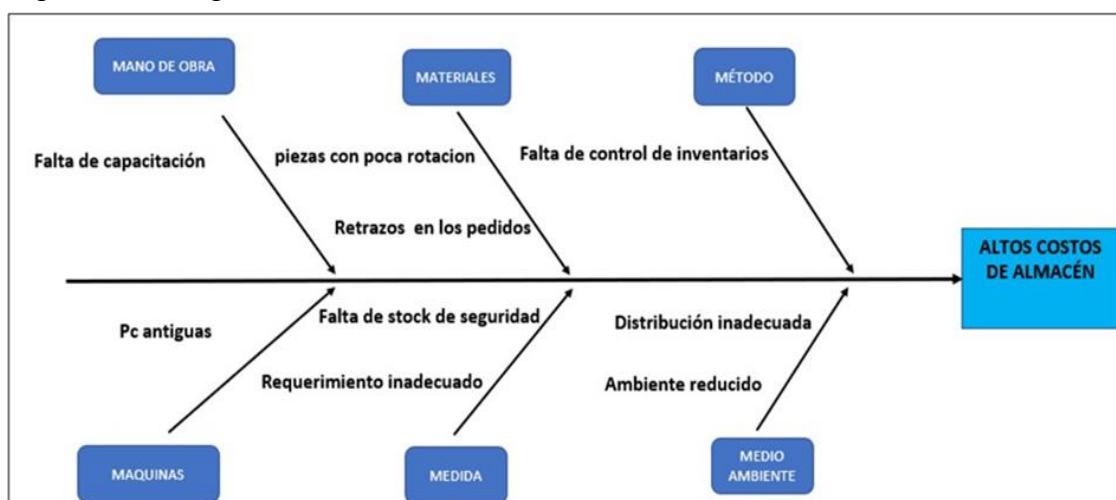 MANO DE OBRA
MATERIALES
MÉTODO
Falta de capacitación
piezas con poca rotacion
Falta de control de inventarios
Retrazos en los pedidos
ALTOS COSTOS
DE ALMACÉN
Pc antiguas
Falta de stock de seguridad
Distribución inadecuada
Requerimiento inadecuado
Ambiente reducido
MAQUINAS
MEDIDA
MEDIO
AMBIENTE